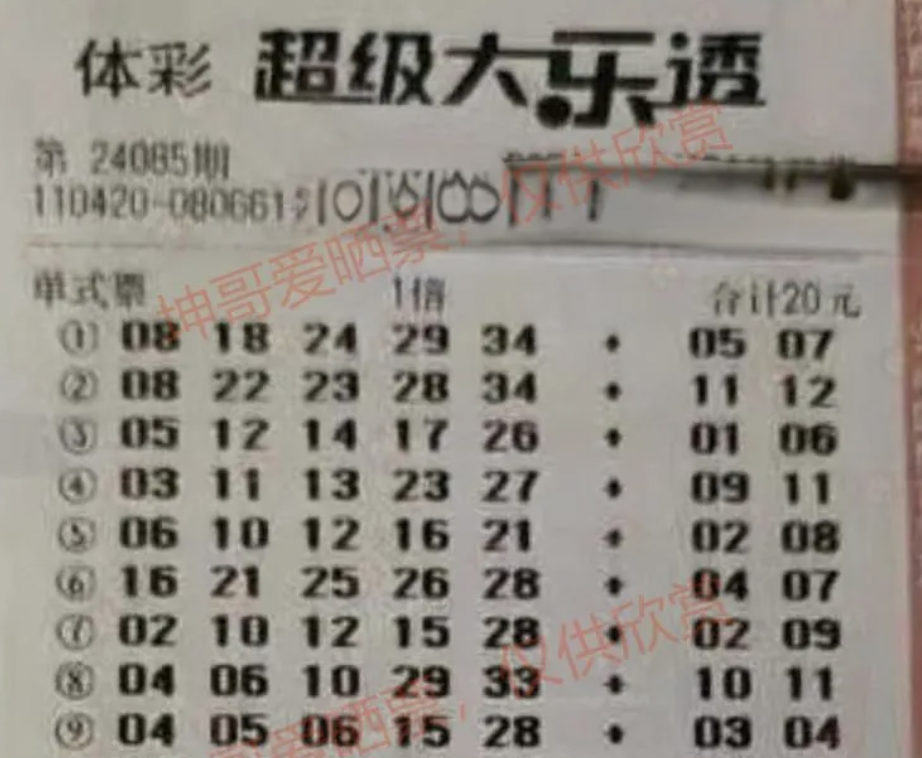 体彩 超级大乐透
第 24085期
110420-080661
单式票 1倍 合计20元
① 08 18 24 29 34 + 05 07
② 08 22 23 28 34 + 11 12
③ 05 12 14 17 26 + 01 06
④ 03 11 13 23 27 + 09 11
⑤ 06 10 12 16 21 + 02 08
⑥ 16 21 25 26 28 + 04 07
⑦ 02 10 12 15 28 + 02 09
⑧ 04 06 10 29 33 + 10 11
⑨ 04 05 06 15 28 + 03 04
坤哥爱晒票,仅供欣赏
坤哥爱晒票,仅供欣赏